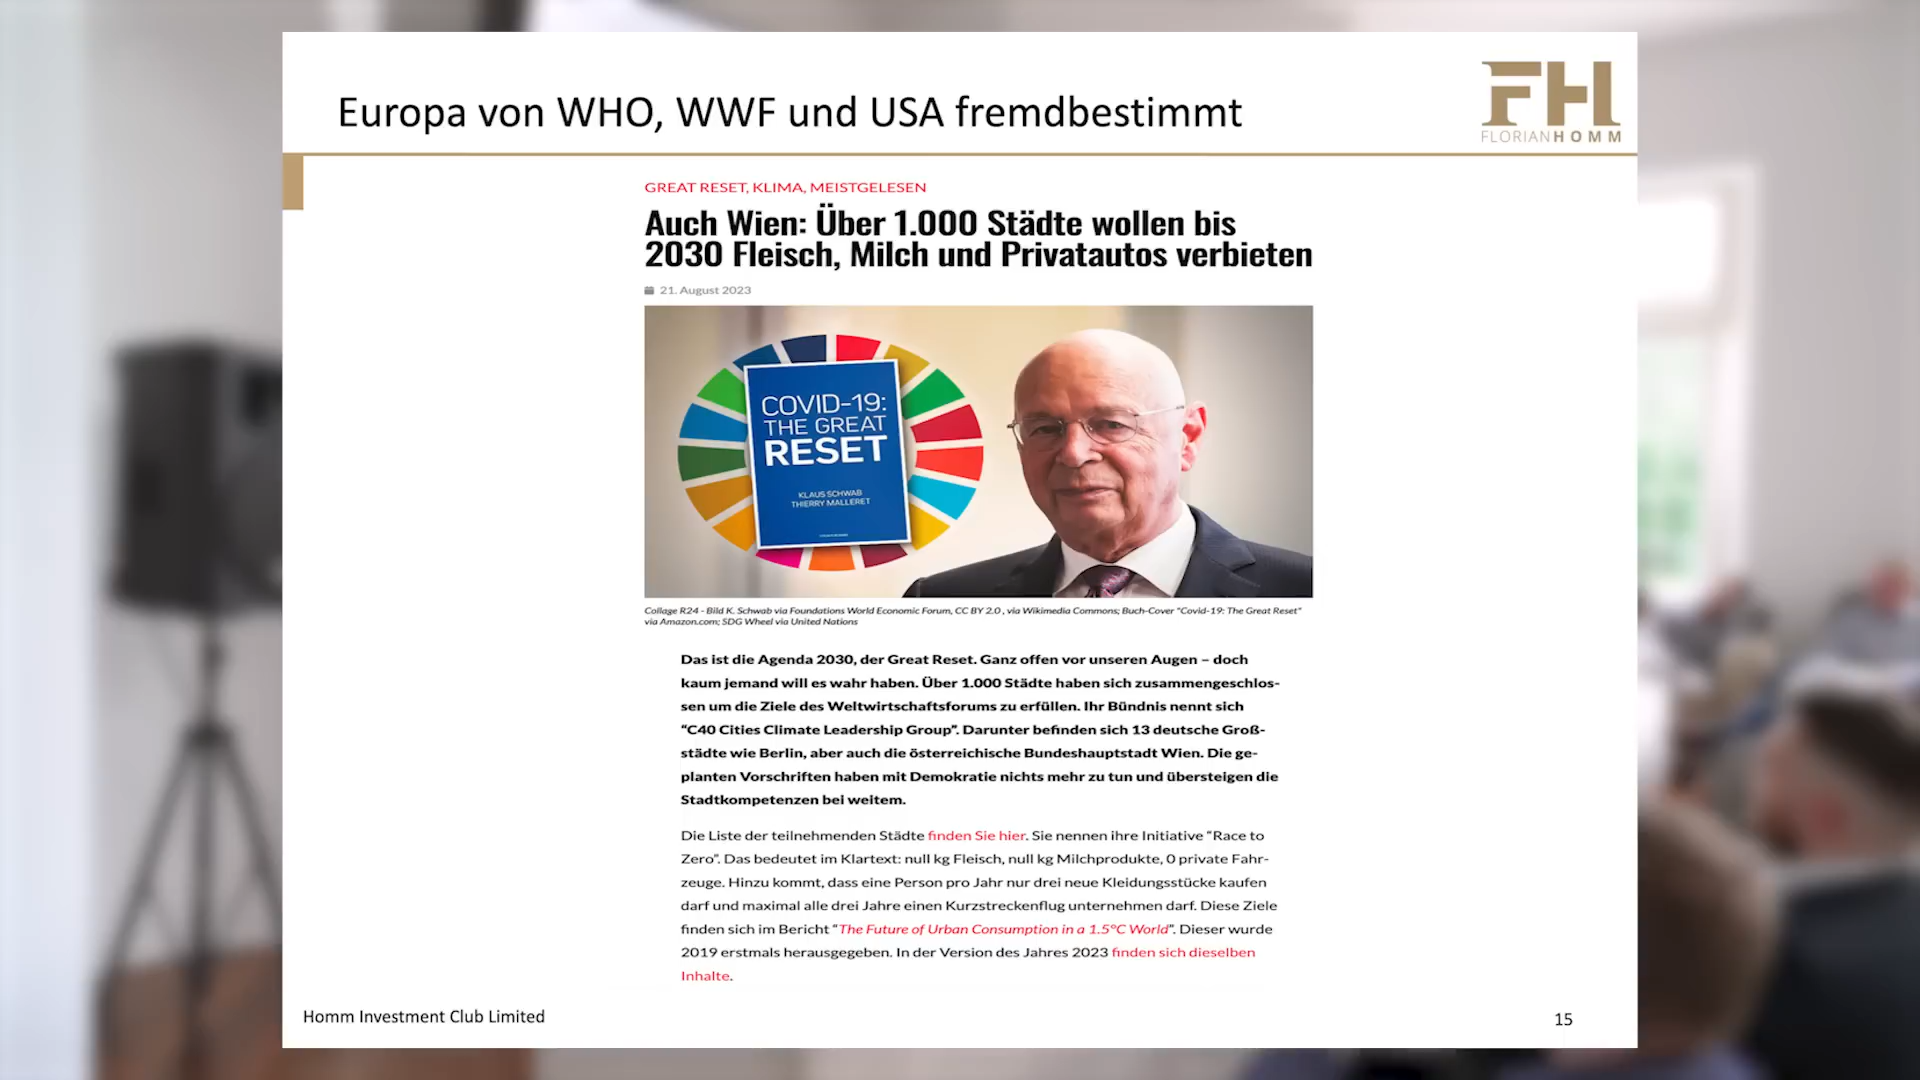 Europa von WHO, WWF und USA fremdbestimmt
FH
FLORIANHOMM
GREAT RESET, KLIMA, MEISTGELESEN
Auch Wien: Über 1.000 Städte wollen bis
2030 Fleisch, Milch und Privatautos verbieten
21. August 2023
COVID-19:
THE GREAT
RESET
KLAUS SCHWAB
THIERRY MALLERET
Collage R24 - Bild K. Schwab via Foundations World Economic Forum, CC BY 2.0 , via Wikimedia Commons; Buch-Cover "Covid-19: The Great Reset"
via Amazon.com; SDG Wheel via United Nations
Das ist die Agenda 2030, der Great Reset. Ganz offen vor unseren Augen – doch
kaum jemand will es wahr haben. Über 1.000 Städte haben sich zusammengeschlos-
sen um die Ziele des Weltwirtschaftsforums zu erfüllen. Ihr Bündnis nennt sich
“C40 Cities Climate Leadership Group”. Darunter befinden sich 13 deutsche Groß-
städte wie Berlin, aber auch die österreichische Bundeshauptstadt Wien. Die ge-
planten Vorschriften haben mit Demokratie nichts mehr zu tun und übersteigen die
Stadtkompetenzen bei weitem.
Die Liste der teilnehmenden Städte finden Sie hier. Sie nennen ihre Initiative “Race to
Zero”. Das bedeutet im Klartext: null kg Fleisch, null kg Milchprodukte, 0 private Fahr-
zeuge. Hinzu kommt, dass eine Person pro Jahr nur drei neue Kleidungsstücke kaufen
darf und maximal alle drei Jahre einen Kurzstreckenflug unternehmen darf. Diese Ziele
finden sich im Bericht “The Future of Urban Consumption in a 1.5°C World”. Dieser wurde
2019 erstmals herausgegeben. In der Version des Jahres 2023 finden sich dieselben
Inhalte.
Homm Investment Club Limited
15